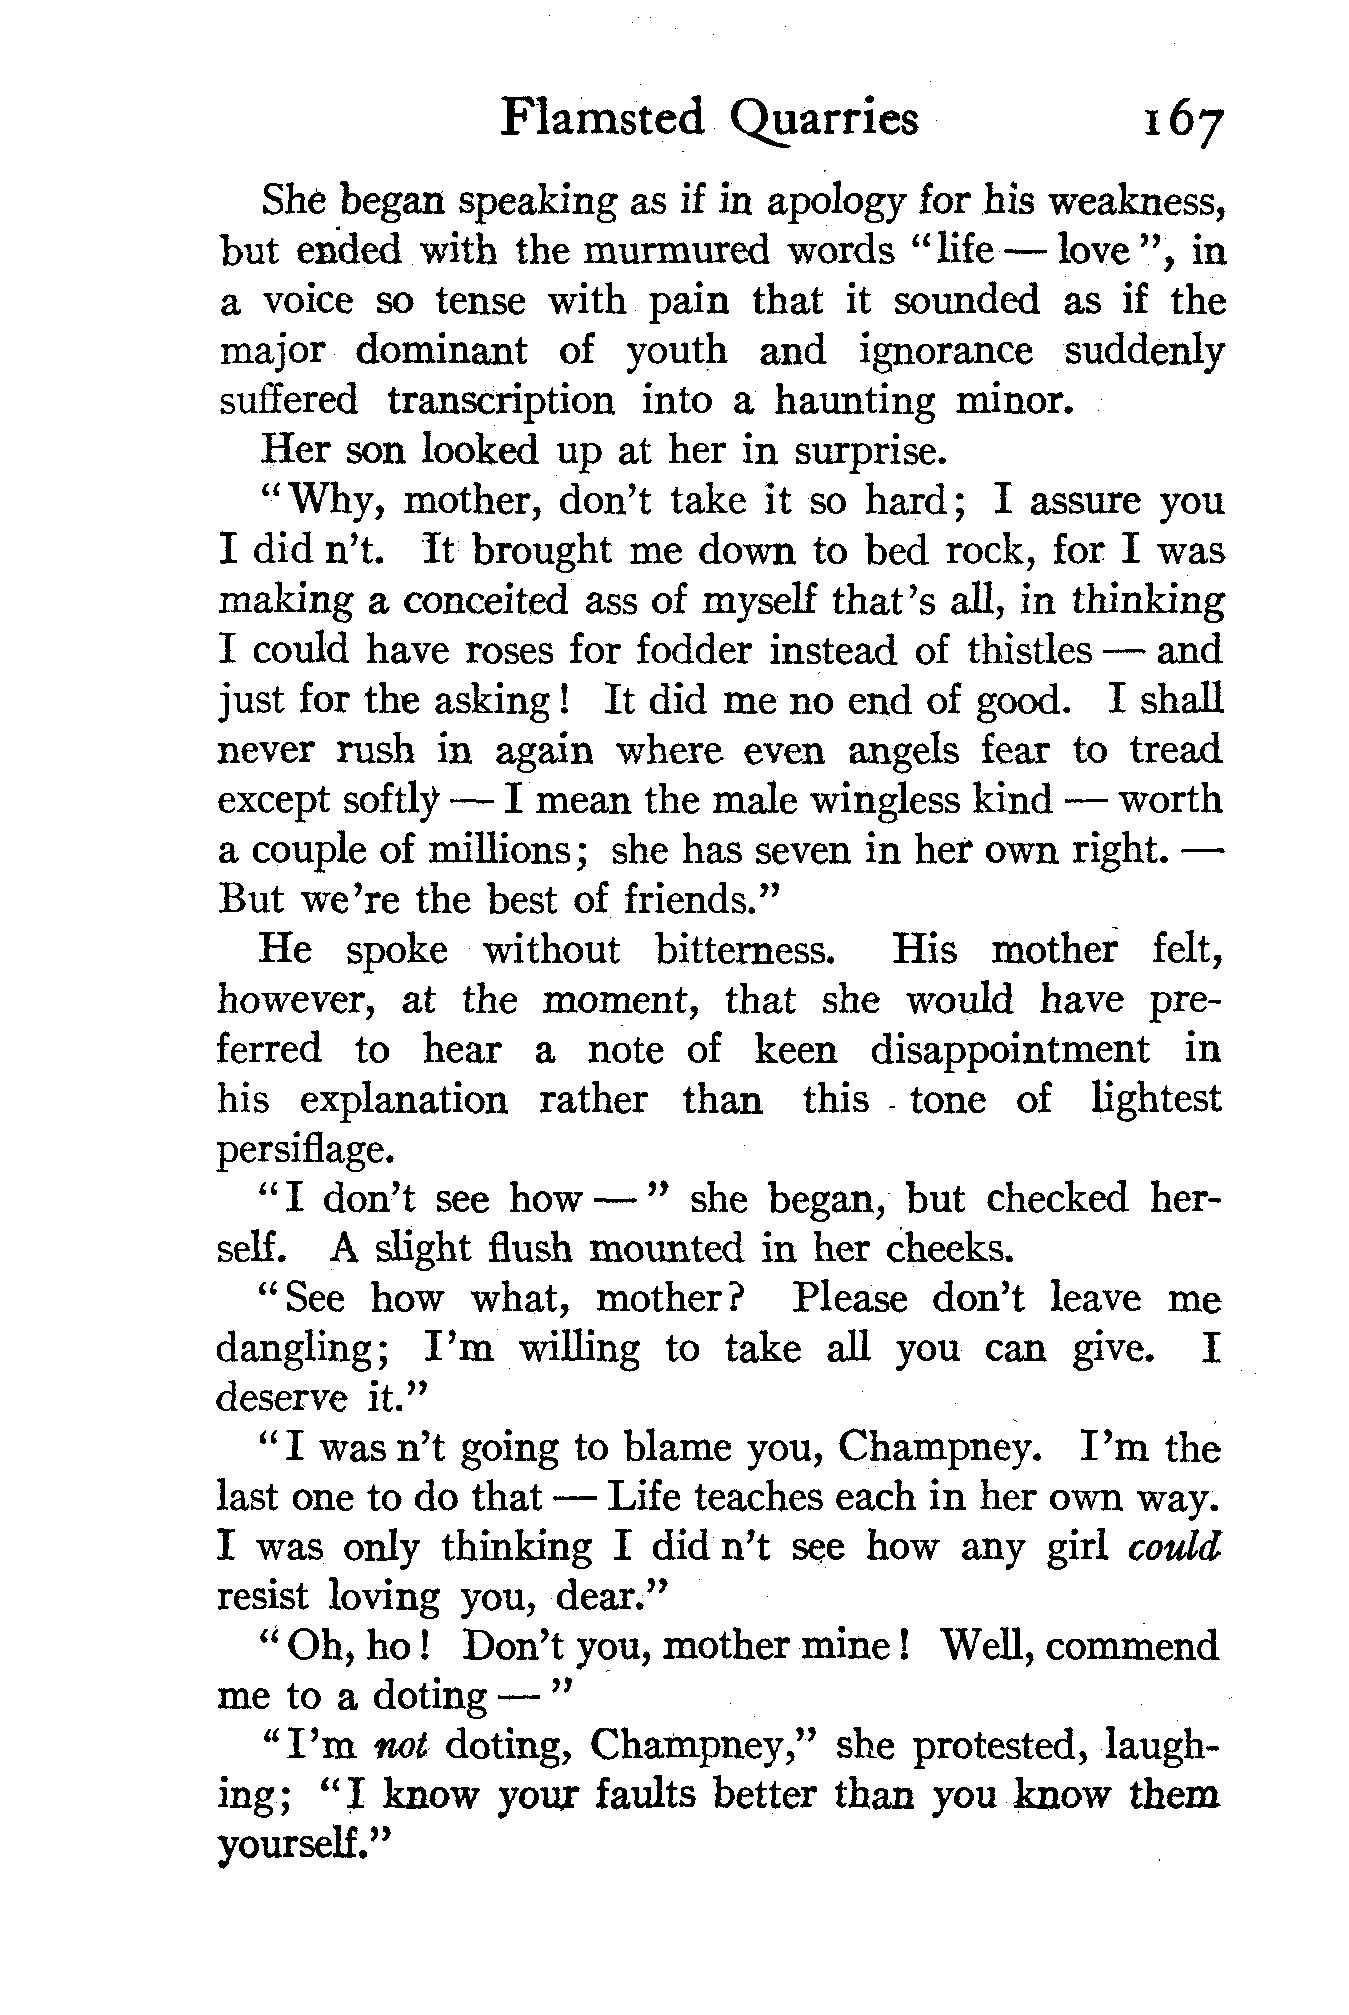 Flamsted Quarries 167
She began speaking as if in apology for his weakness,
but ended with the murmured words "life — love", in
a voice so tense with pain that it sounded as if the
major dominant of youth and ignorance suddenly
suffered transcription into a haunting minor.
Her son looked up at her in surprise.
"Why, mother, don't take it so hard; I assure you
I did n't. It brought me down to bed rock, for I was
making a conceited ass of myself that's all, in thinking
I could have roses for fodder instead of thistles — and
just for the asking! It did me no end of good. I shall
never rush in again where even angels fear to tread
except softly — I mean the male wingless kind — worth
a couple of millions; she has seven in her own right. —
But we're the best of friends."
He spoke without bitterness. His mother felt,
however, at the moment, that she would have pre-
ferred to hear a note of keen disappointment in
his explanation rather than this tone of lightest
persiflage.
"I don't see how — " she began, but checked her-
self. A slight flush mounted in her cheeks.
"See how what, mother? Please don't leave me
dangling; I'm willing to take all you can give. I
deserve it."
"I was n't going to blame you, Champney. I'm the
last one to do that — Life teaches each in her own way.
I was only thinking I did n't see how any girl could
resist loving you, dear."
"Oh, ho! Don't you, mother mine! Well, commend
me to a doting — "
"I'm not doting, Champney," she protested, laugh-
ing; "I know your faults better than you know them
yourself."